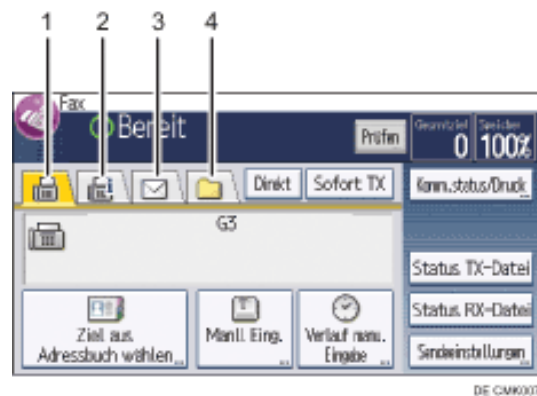 1 2 3 4
Fax
Bereit
Prüfen
Gesamtziel Speicher
0 100%
Direkt Sofort TX
Komm.status/Druck
G3
Status TX-Datei
Status RX-Datei
Sendeeinstellungen
Ziel aus
Adressbuch wählen
Manll. Eing.
Verlauf manu.
Eingabe
DE CMK007